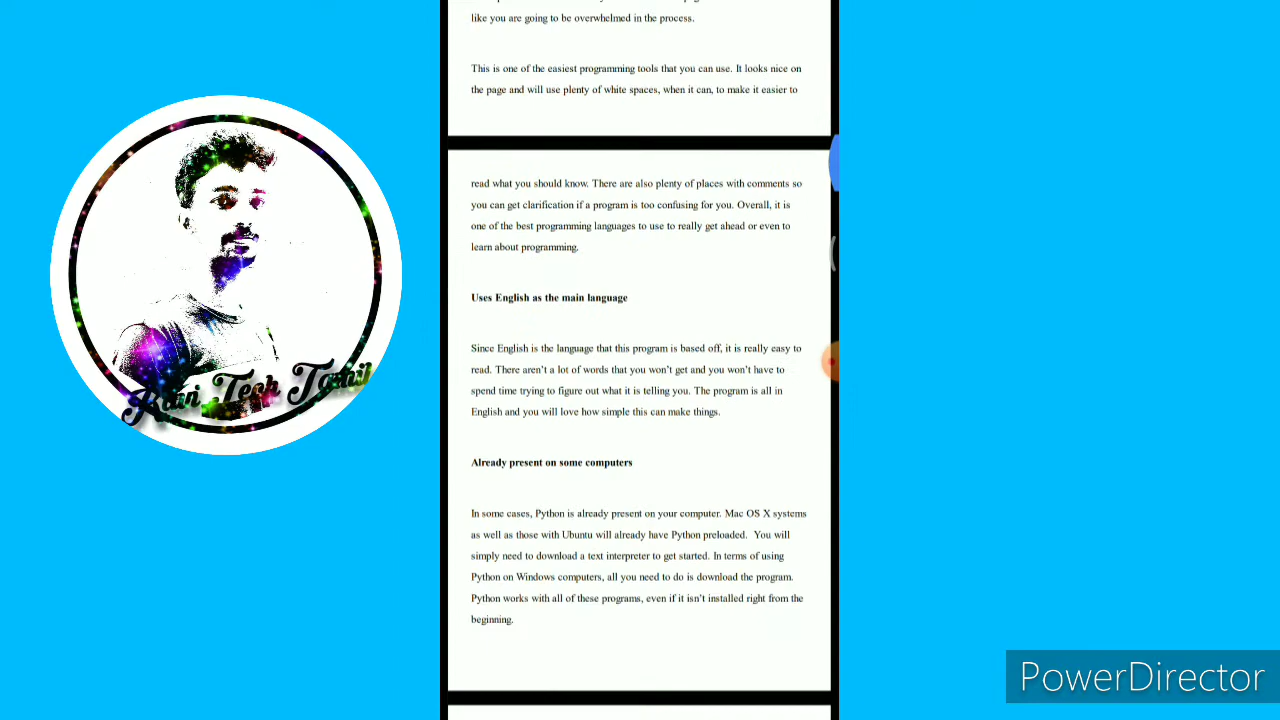 like you are going to be overwhelmed in the process.
This is one of the easiest programming tools that you can use. It looks nice on
the page and will use plenty of white spaces, when it can, to make it easier to
read what you should know. There are also plenty of places with comments so
you can get clarification if a program is too confusing for you. Overall, it is
one of the best programming languages to use to really get ahead or even to
learn about programming.
Uses English as the main language
Since English is the language that this program is based off, it is really easy to
read. There aren't a lot of words that you won't get and you won't have to
spend time trying to figure out what it is telling you. The program is all in
English and you will love how simple this can make things.
Already present on some computers
In some cases, Python is already present on your computer. Mac OS X systems
as well as those with Ubuntu will already have Python preloaded. You will
simply need to download a text interpreter to get started. In terms of using
Python on Windows computers, all you need to do is download the program.
Python works with all of these programs, even if it isn't installed right from the
beginning.
Tech Tamil
PowerDirector